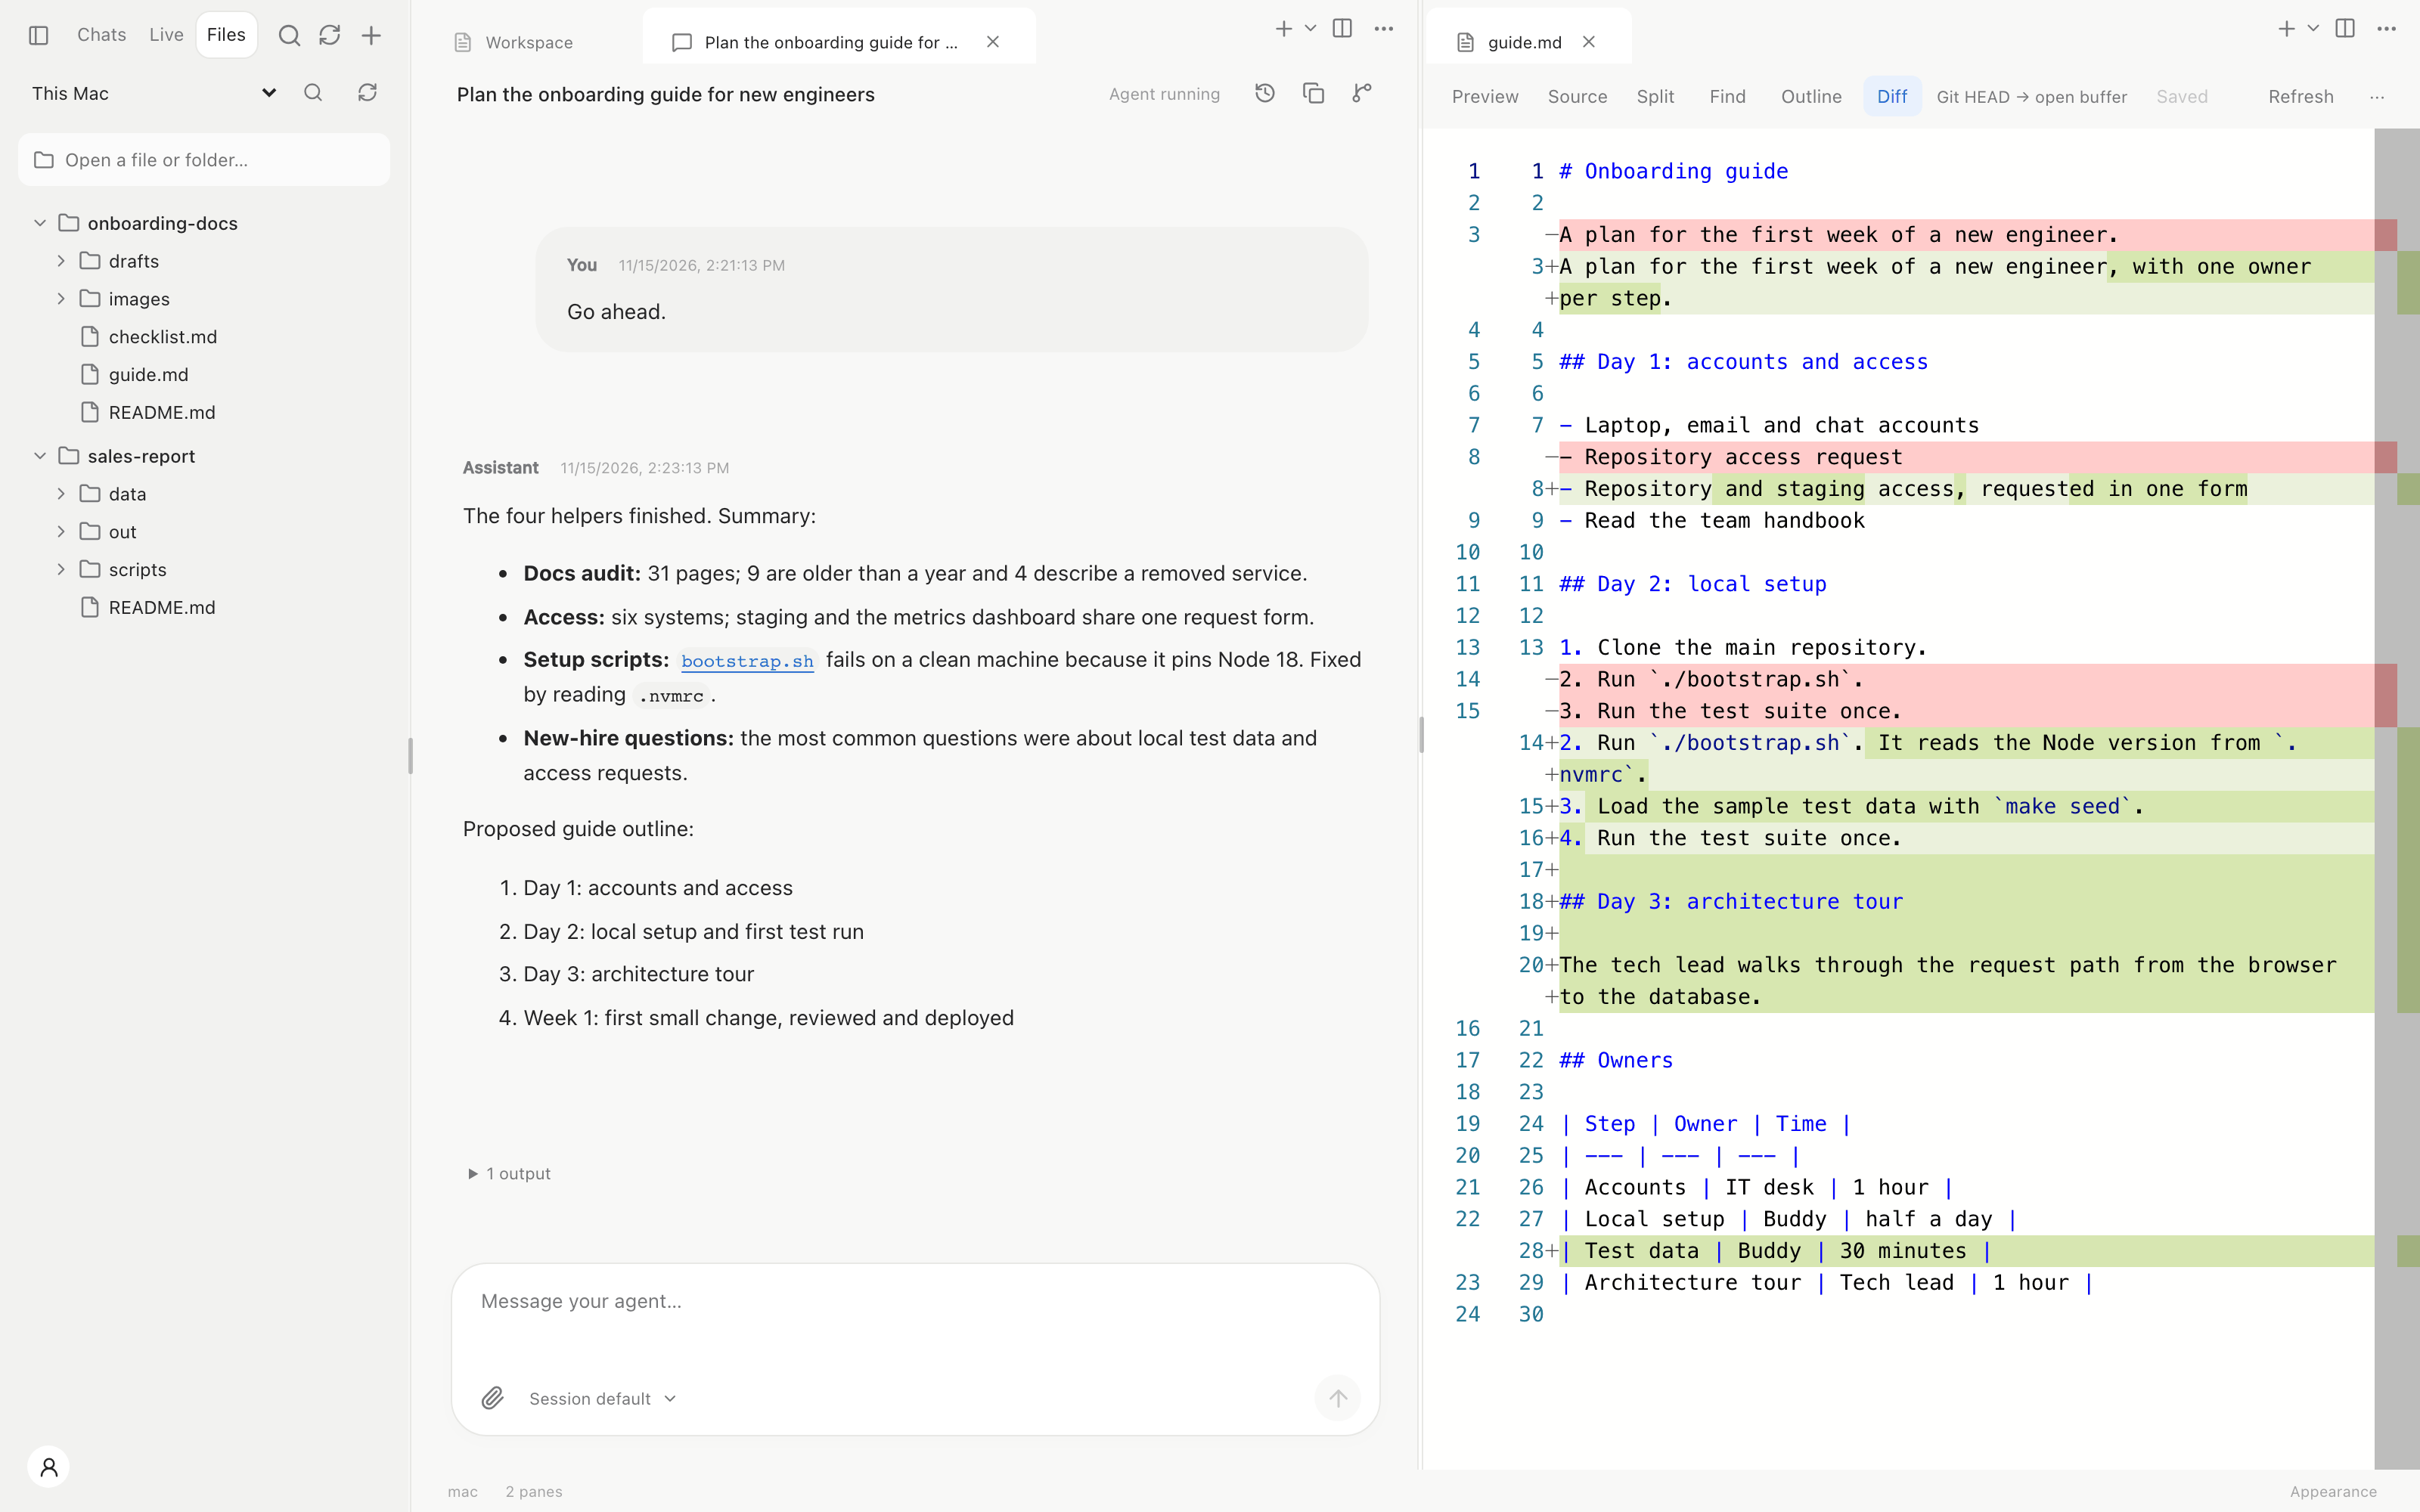 Chats Live Files
This Mac
Open a file or folder...
onboarding-docs
drafts
images
checklist.md
guide.md
README.md
sales-report
data
out
scripts
README.md
Workspace
Plan the onboarding guide for ...
Plan the onboarding guide for new engineers
Agent running
You 11/15/2026, 2:21:13 PM
Go ahead.
Assistant 11/15/2026, 2:23:13 PM
The four helpers finished. Summary:
• Docs audit: 31 pages; 9 are older than a year and 4 describe a removed service.
• Access: six systems; staging and the metrics dashboard share one request form.
• Setup scripts: bootstrap.sh fails on a clean machine because it pins Node 18. Fixed
by reading .nvmrc.
• New-hire questions: the most common questions were about local test data and
access requests.
Proposed guide outline:
1. Day 1: accounts and access
2. Day 2: local setup and first test run
3. Day 3: architecture tour
4. Week 1: first small change, reviewed and deployed
1 output
Message your agent...
Session default
mac 2 panes
guide.md
Preview Source Split Find Outline Diff Git HEAD → open buffer Saved Refresh ...
1 1 # Onboarding guide
2 2
3 −A plan for the first week of a new engineer.
3+A plan for the first week of a new engineer, with one owner
+per step.
4 4
5 5 ## Day 1: accounts and access
6 6
7 7 - Laptop, email and chat accounts
8 −- Repository access request
8+- Repository and staging access, requested in one form
9 9 - Read the team handbook
10 10
11 11 ## Day 2: local setup
12 12
13 13 1. Clone the main repository.
14 −2. Run `./bootstrap.sh`.
15 −3. Run the test suite once.
14+2. Run `./bootstrap.sh`. It reads the Node version from `.
+nvmrc`.
15+3. Load the sample test data with `make seed`.
16+4. Run the test suite once.
17+
18+## Day 3: architecture tour
19+
20+The tech lead walks through the request path from the browser
+to the database.
16 21
17 22 ## Owners
18 23
19 24 | Step | Owner | Time |
20 25 | --- | --- | --- |
21 26 | Accounts | IT desk | 1 hour |
22 27 | Local setup | Buddy | half a day |
28+| Test data | Buddy | 30 minutes |
23 29 | Architecture tour | Tech lead | 1 hour |
24 30
Appearance